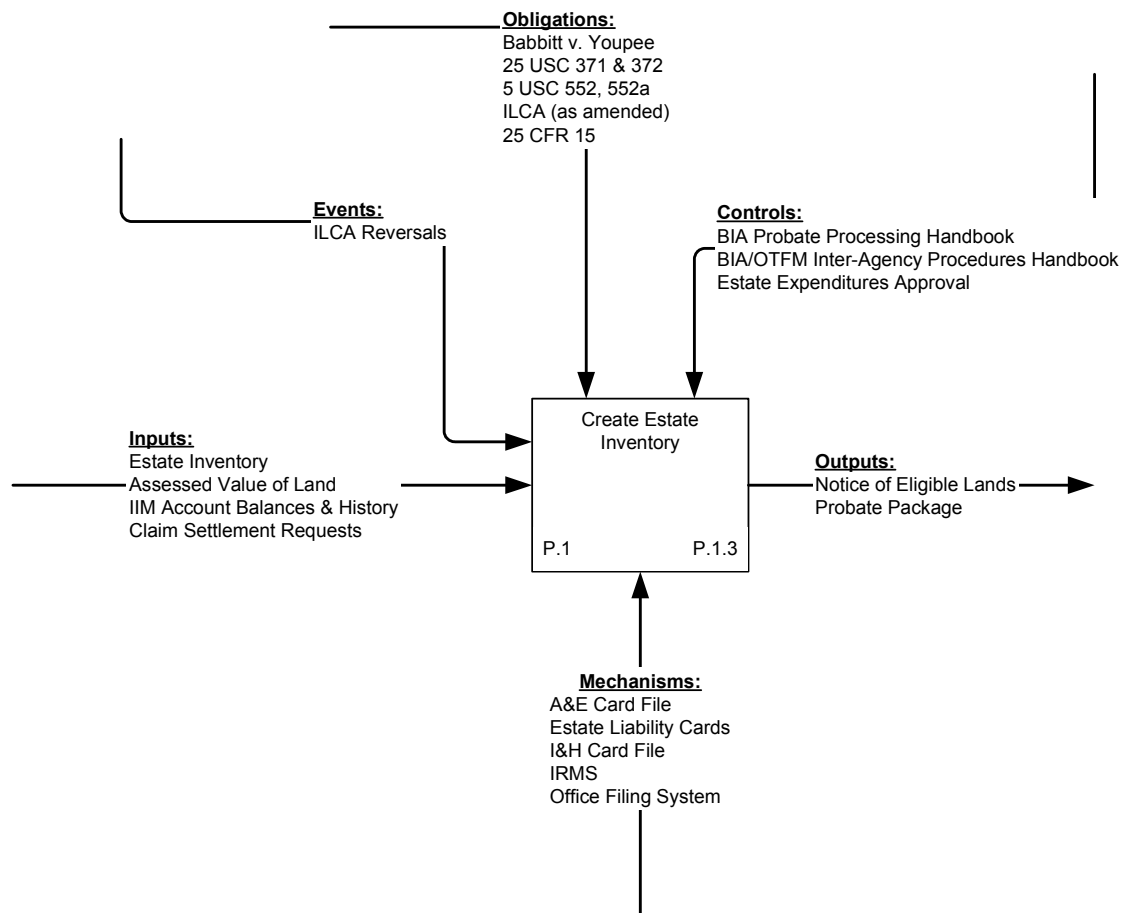 Obligations:
Babbitt v. Youpee
25 USC 371 & 372
5 USC 552, 552a
ILCA (as amended)
25 CFR 15
Events:
ILCA Reversals
Controls:
BIA Probate Processing Handbook
BIA/OTFM Inter-Agency Procedures Handbook
Estate Expenditures Approval
Inputs:
Estate Inventory
Assessed Value of Land
IIM Account Balances & History
Claim Settlement Requests
Create Estate
Inventory
P.1
P.1.3
Outputs:
Notice of Eligible Lands
Probate Package
Mechanisms:
A&E Card File
Estate Liability Cards
I&H Card File
IRMS
Office Filing System